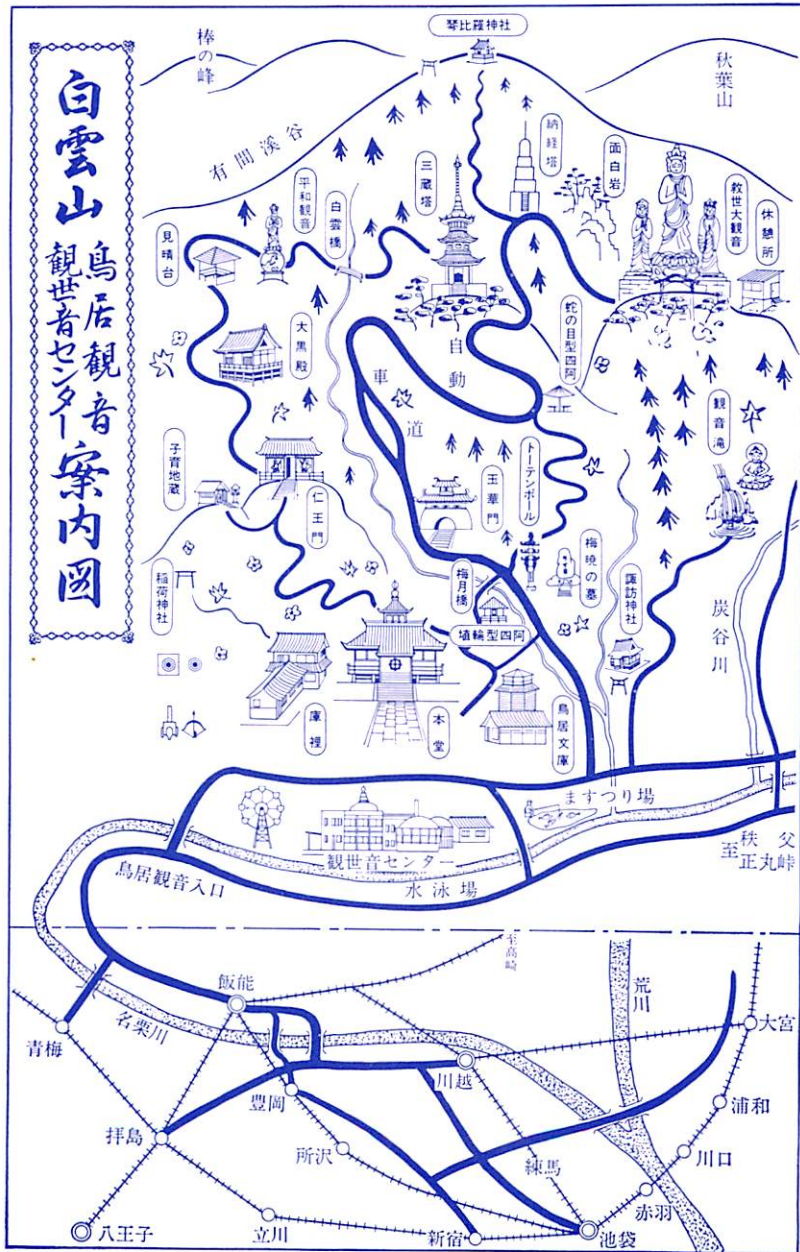 白雲山 鳥居観音
観世音センター 案内図
琴比羅神社
棒の峰
秋葉山
有間渓谷
納経塔
面白岩
三蔵塔
平和観音
白雲橋
救世大観音
休憩所
見晴台
大黒殿
蛇の目型四阿
自動車道
観音滝
トーテンポール
子育地蔵
仁王門
玉華門
梅月橋
梅暁の墓
諏訪神社
稲荷神社
埴輪型四阿
炭谷川
庫裡
本堂
鳥居文庫
ますつり場
観世音センター
至 秩父
正丸峠
鳥居観音入口
水泳場
至高崎
飯能
荒川
大宮
青梅
名栗川
川越
豊岡
浦和
拝島
所沢
練馬
川口
赤羽
八王子
立川
新宿
池袋